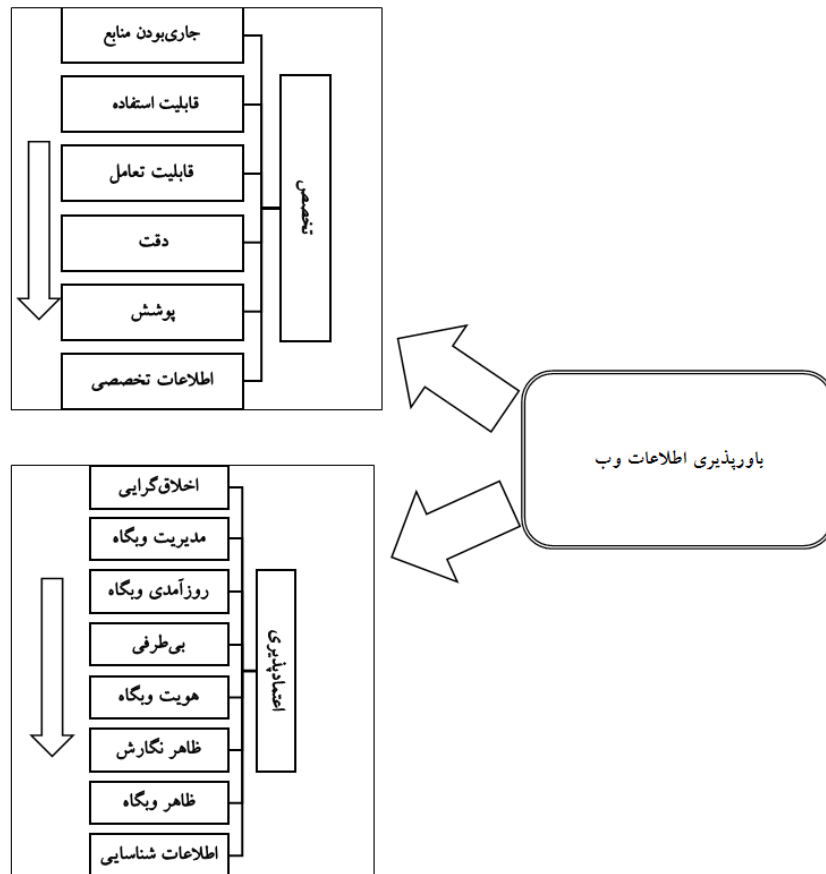 باورپذیری اطلاعات وب
تخصص
جاری‌بودن منابع
قابلیت استفاده
قابلیت تعامل
دقت
پوشش
اطلاعات تخصصی
اعتمادپذیری
اخلاق‌گرایی
مدیریت وبگاه
روزآمدی وبگاه
بی‌طرفی
هویت وبگاه
ظاهر نگارش
ظاهر وبگاه
اطلاعات شناسایی